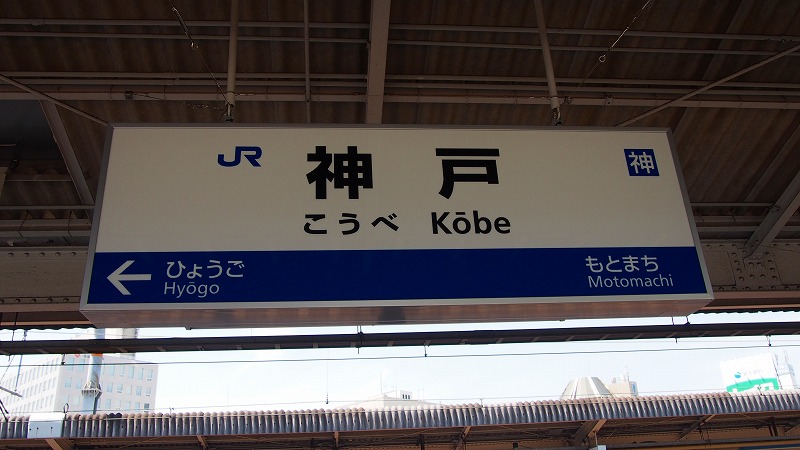 JR 神戸 神
こうべ Kōbe
← ひょうご もとまち
Hyōgo Motomachi